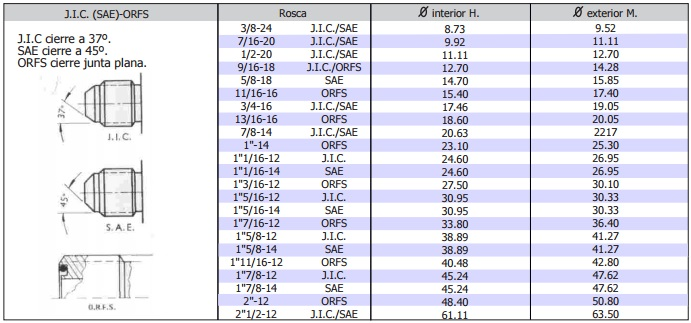 J.I.C. (SAE)-ORFS
Rosca
Ø interior H.
Ø exterior M.
J.I.C cierre a 37º.
SAE cierre a 45º.
ORFS cierre junta plana.
37°
J.I.C.
45°
S.A.E.
O.R.F.S.
3/8-24 J.I.C./SAE 8.73 9.52
7/16-20 J.I.C./SAE 9.92 11.11
1/2-20 J.I.C./SAE 11.11 12.70
9/16-18 J.I.C./ORFS 12.70 14.28
5/8-18 SAE 14.70 15.85
11/16-16 ORFS 15.40 17.40
3/4-16 J.I.C./SAE 17.46 19.05
13/16-16 ORFS 18.60 20.05
7/8-14 J.I.C./SAE 20.63 2217
1"-14 ORFS 23.10 25.30
1"1/16-12 J.I.C. 24.60 26.95
1"1/16-14 SAE 24.60 26.95
1"3/16-12 ORFS 27.50 30.10
1"5/16-12 J.I.C. 30.95 30.33
1"5/16-14 SAE 30.95 30.33
1"7/16-12 ORFS 33.80 36.40
1"5/8-12 J.I.C. 38.89 41.27
1"5/8-14 SAE 38.89 41.27
1"11/16-12 ORFS 40.48 42.80
1"7/8-12 J.I.C. 45.24 47.62
1"7/8-14 SAE 45.24 47.62
2"-12 ORFS 48.40 50.80
2"1/2-12 J.I.C./SAE 61.11 63.50